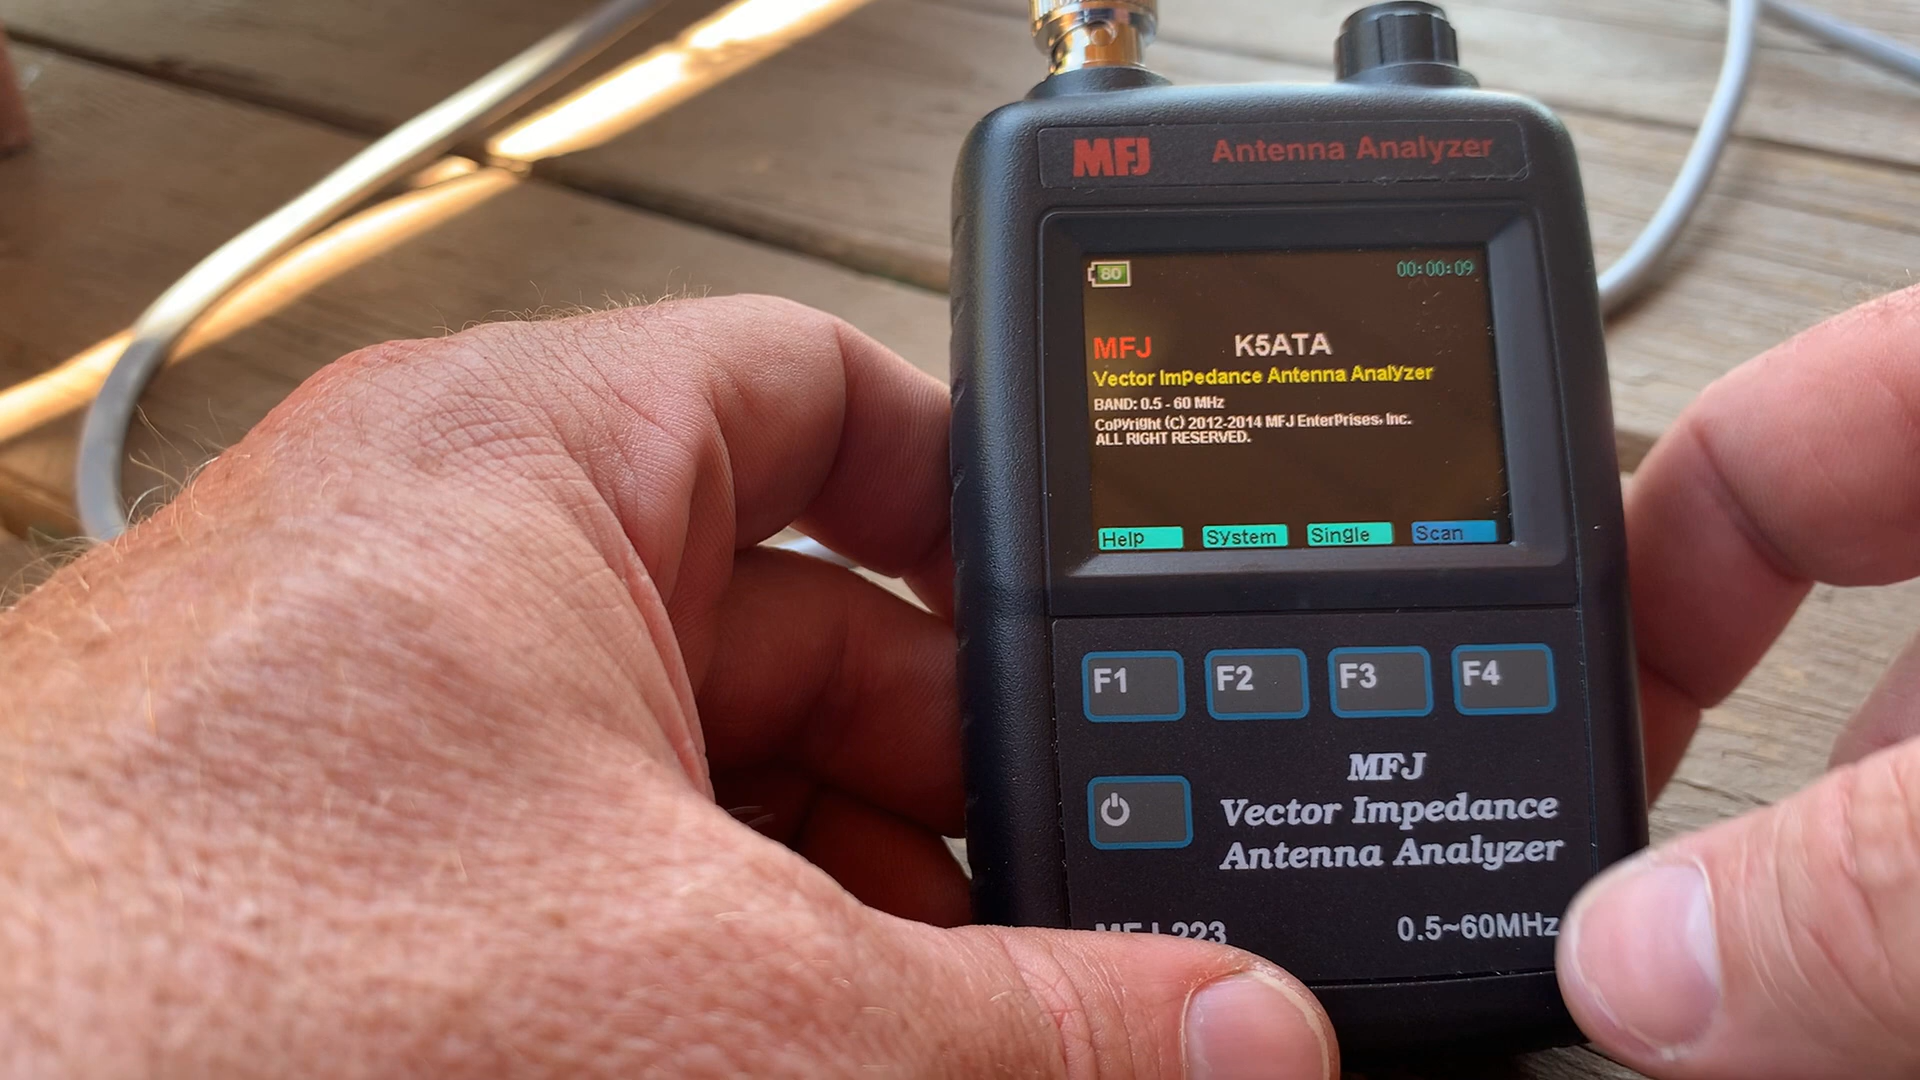 MFJ Antenna Analyzer
80 00:00:09
MFJ K5ATA
Vector Impedance Antenna Analyzer
BAND: 0.5 - 60 MHz
Copyright (C) 2012-2014 MFJ EnterPrises, Inc.
ALL RIGHT RESERVED.
Help System Single Scan
F1 F2 F3 F4
MFJ
Vector Impedance
Antenna Analyzer
MFJ-223 0.5~60MHz